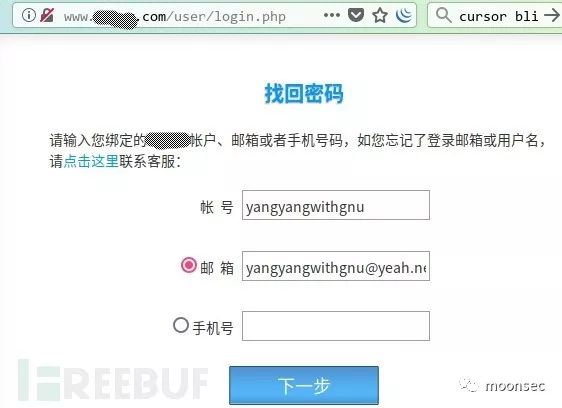 www. .com/user/login.php ••• cursor bli
找回密码
请输入您绑定的 帐户、邮箱或者手机号码，如您忘记了登录邮箱或用户名，
请点击这里联系客服：
帐 号 yangyangwithgnu
邮 箱 yangyangwithgnu@yeah.ne
手机号
下一步
FREEBUF
moonsec